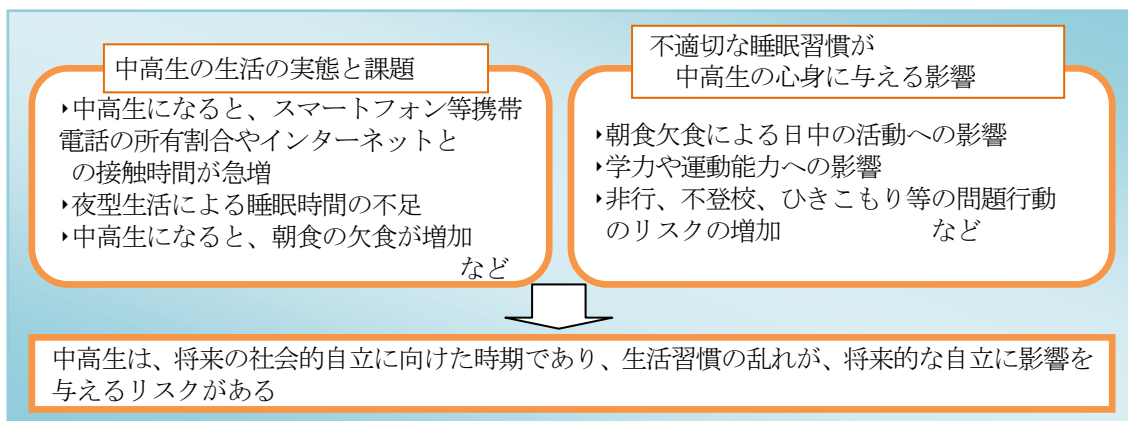 中高生の生活の実態と課題
‣中高生になると、スマートフォン等携帯
電話の所有割合やインターネットと
の接触時間が急増
‣夜型生活による睡眠時間の不足
‣中高生になると、朝食の欠食が増加
など
不適切な睡眠習慣が
中高生の心身に与える影響
‣朝食欠食による日中の活動への影響
‣学力や運動能力への影響
‣非行、不登校、ひきこもり等の問題行動
のリスクの増加 など
中高生は、将来の社会的自立に向けた時期であり、生活習慣の乱れが、将来的な自立に影響を
与えるリスクがある